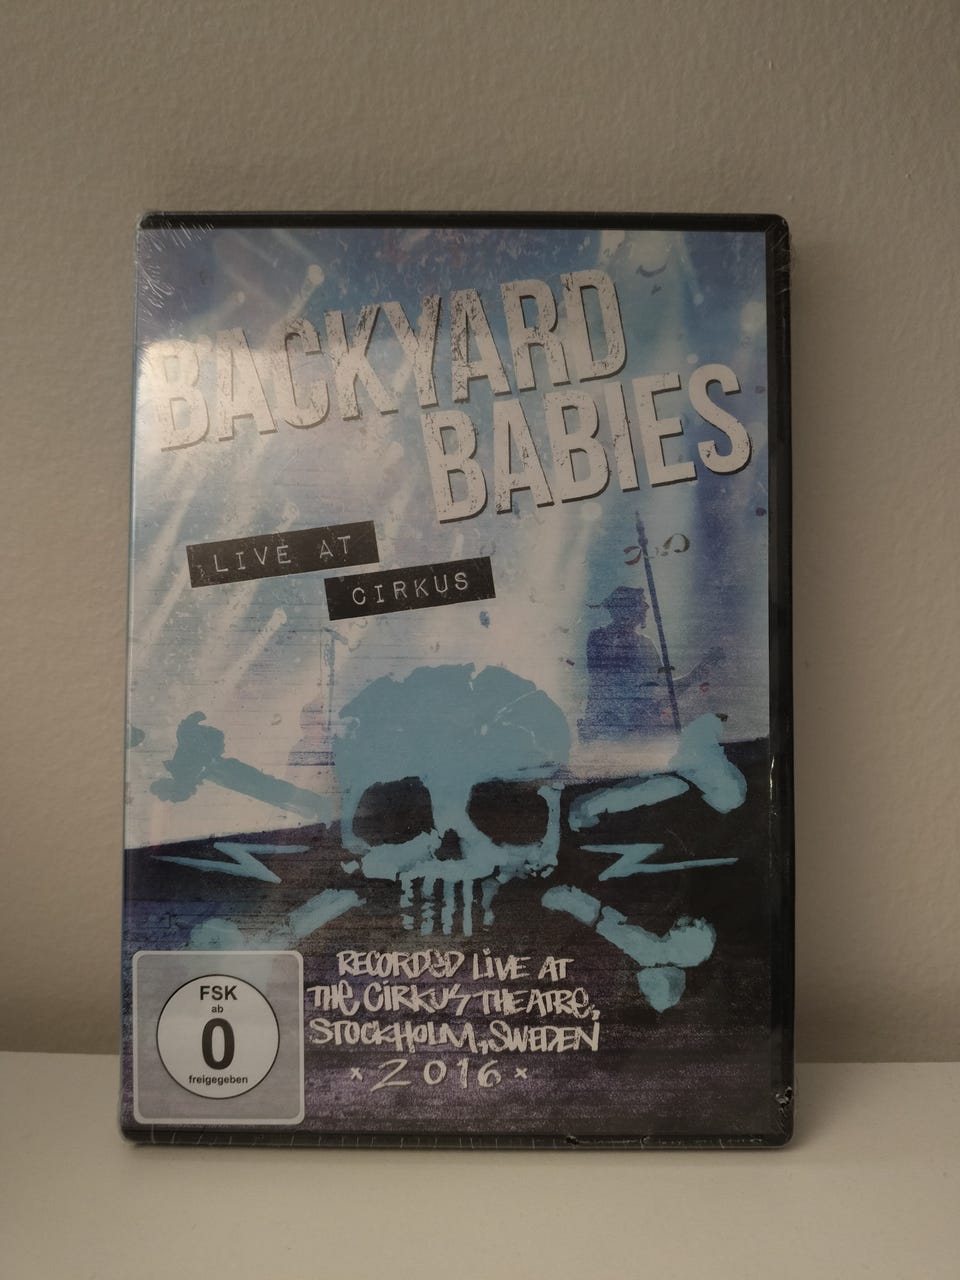 BACKYARD
BABIES
LIVE AT
CIRKUS
RECORDED LIVE AT
THE CIRKUS THEATRE,
STOCKHOLM, SWEDEN
x 2016 x
FSK
ab
0
freigegeben